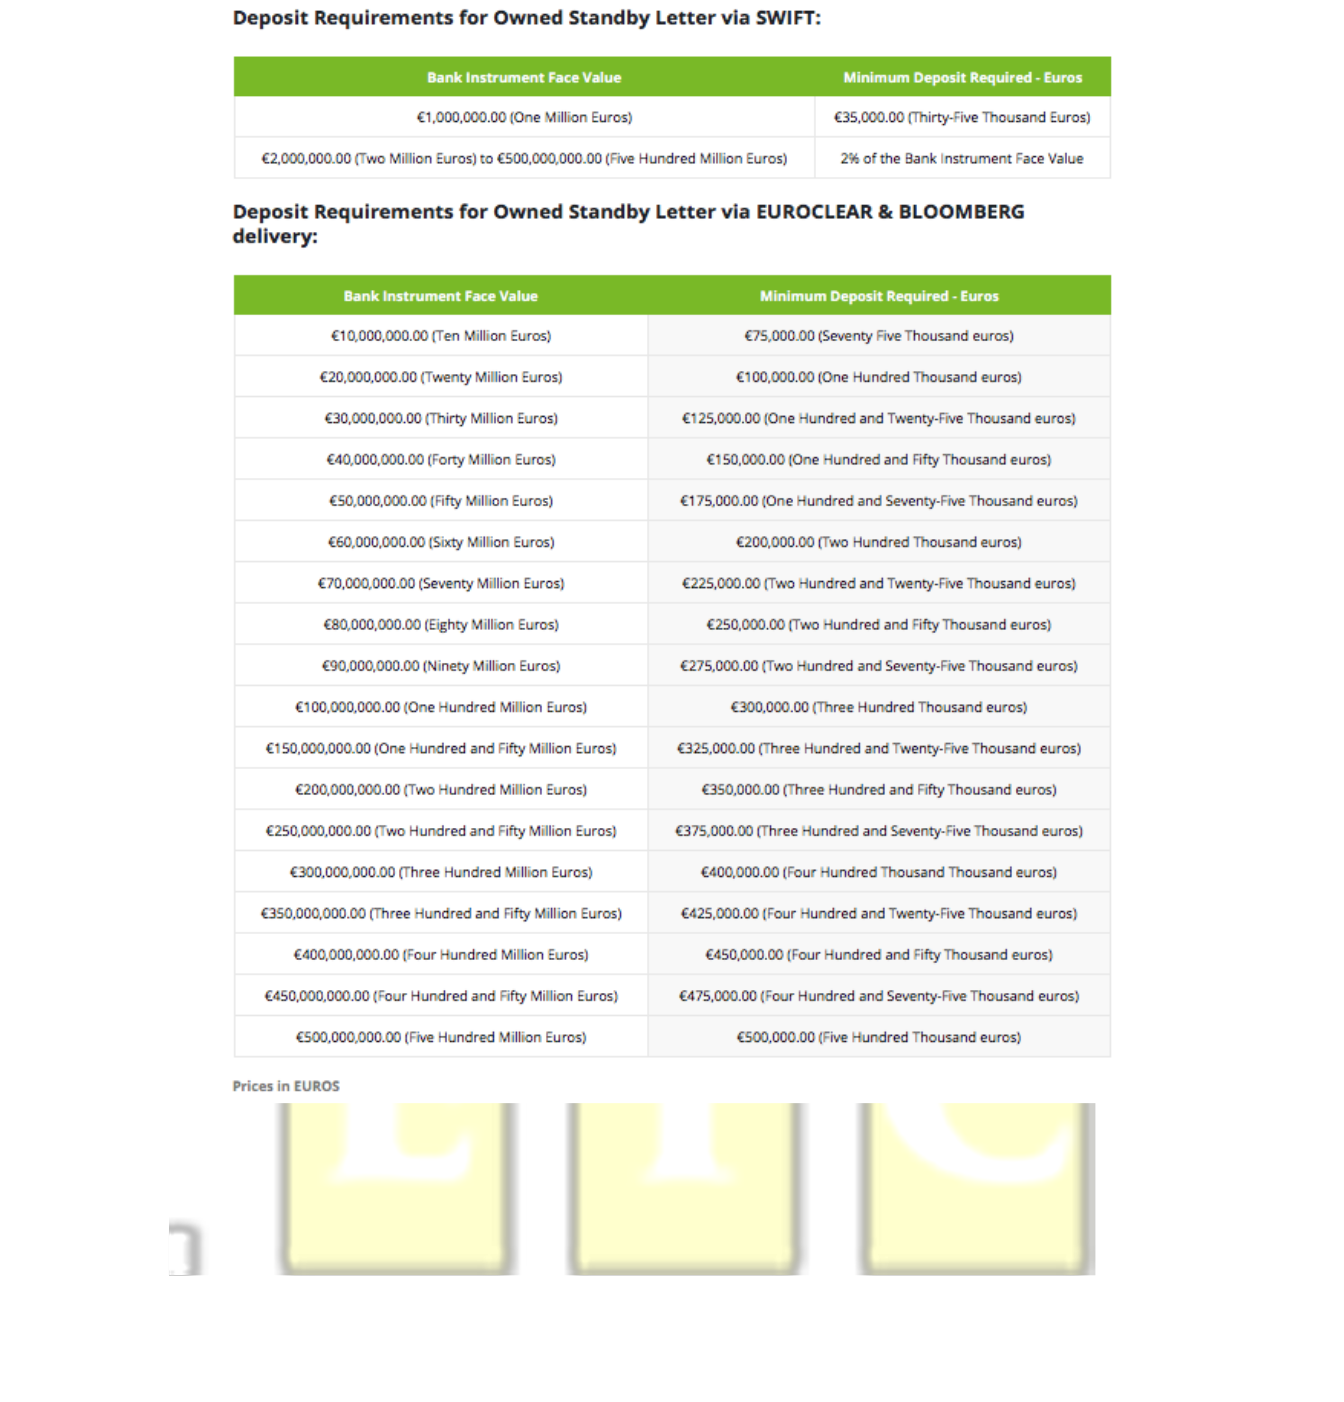 Deposit Requirements for Owned Standby Letter via SWIFT:
Bank Instrument Face Value Minimum Deposit Required - Euros
€1,000,000.00 (One Million Euros) €35,000.00 (Thirty-Five Thousand Euros)
€2,000,000.00 (Two Million Euros) to €500,000,000.00 (Five Hundred Million Euros) 2% of the Bank Instrument Face Value
Deposit Requirements for Owned Standby Letter via EUROCLEAR & BLOOMBERG
delivery:
Bank Instrument Face Value Minimum Deposit Required - Euros
€10,000,000.00 (Ten Million Euros) €75,000.00 (Seventy Five Thousand euros)
€20,000,000.00 (Twenty Million Euros) €100,000.00 (One Hundred Thousand euros)
€30,000,000.00 (Thirty Million Euros) €125,000.00 (One Hundred and Twenty-Five Thousand euros)
€40,000,000.00 (Forty Million Euros) €150,000.00 (One Hundred and Fifty Thousand euros)
€50,000,000.00 (Fifty Million Euros) €175,000.00 (One Hundred and Seventy-Five Thousand euros)
€60,000,000.00 (Sixty Million Euros) €200,000.00 (Two Hundred Thousand euros)
€70,000,000.00 (Seventy Million Euros) €225,000.00 (Two Hundred and Twenty-Five Thousand euros)
€80,000,000.00 (Eighty Million Euros) €250,000.00 (Two Hundred and Fifty Thousand euros)
€90,000,000.00 (Ninety Million Euros) €275,000.00 (Two Hundred and Seventy-Five Thousand euros)
€100,000,000.00 (One Hundred Million Euros) €300,000.00 (Three Hundred Thousand euros)
€150,000,000.00 (One Hundred and Fifty Million Euros) €325,000.00 (Three Hundred and Twenty-Five Thousand euros)
€200,000,000.00 (Two Hundred Million Euros) €350,000.00 (Three Hundred and Fifty Thousand euros)
€250,000,000.00 (Two Hundred and Fifty Million Euros) €375,000.00 (Three Hundred and Seventy-Five Thousand euros)
€300,000,000.00 (Three Hundred Million Euros) €400,000.00 (Four Hundred Thousand Thousand euros)
€350,000,000.00 (Three Hundred and Fifty Million Euros) €425,000.00 (Four Hundred and Twenty-Five Thousand euros)
€400,000,000.00 (Four Hundred Million Euros) €450,000.00 (Four Hundred and Fifty Thousand euros)
€450,000,000.00 (Four Hundred and Fifty Million Euros) €475,000.00 (Four Hundred and Seventy-Five Thousand euros)
€500,000,000.00 (Five Hundred Million Euros) €500,000.00 (Five Hundred Thousand euros)
Prices in EUROS